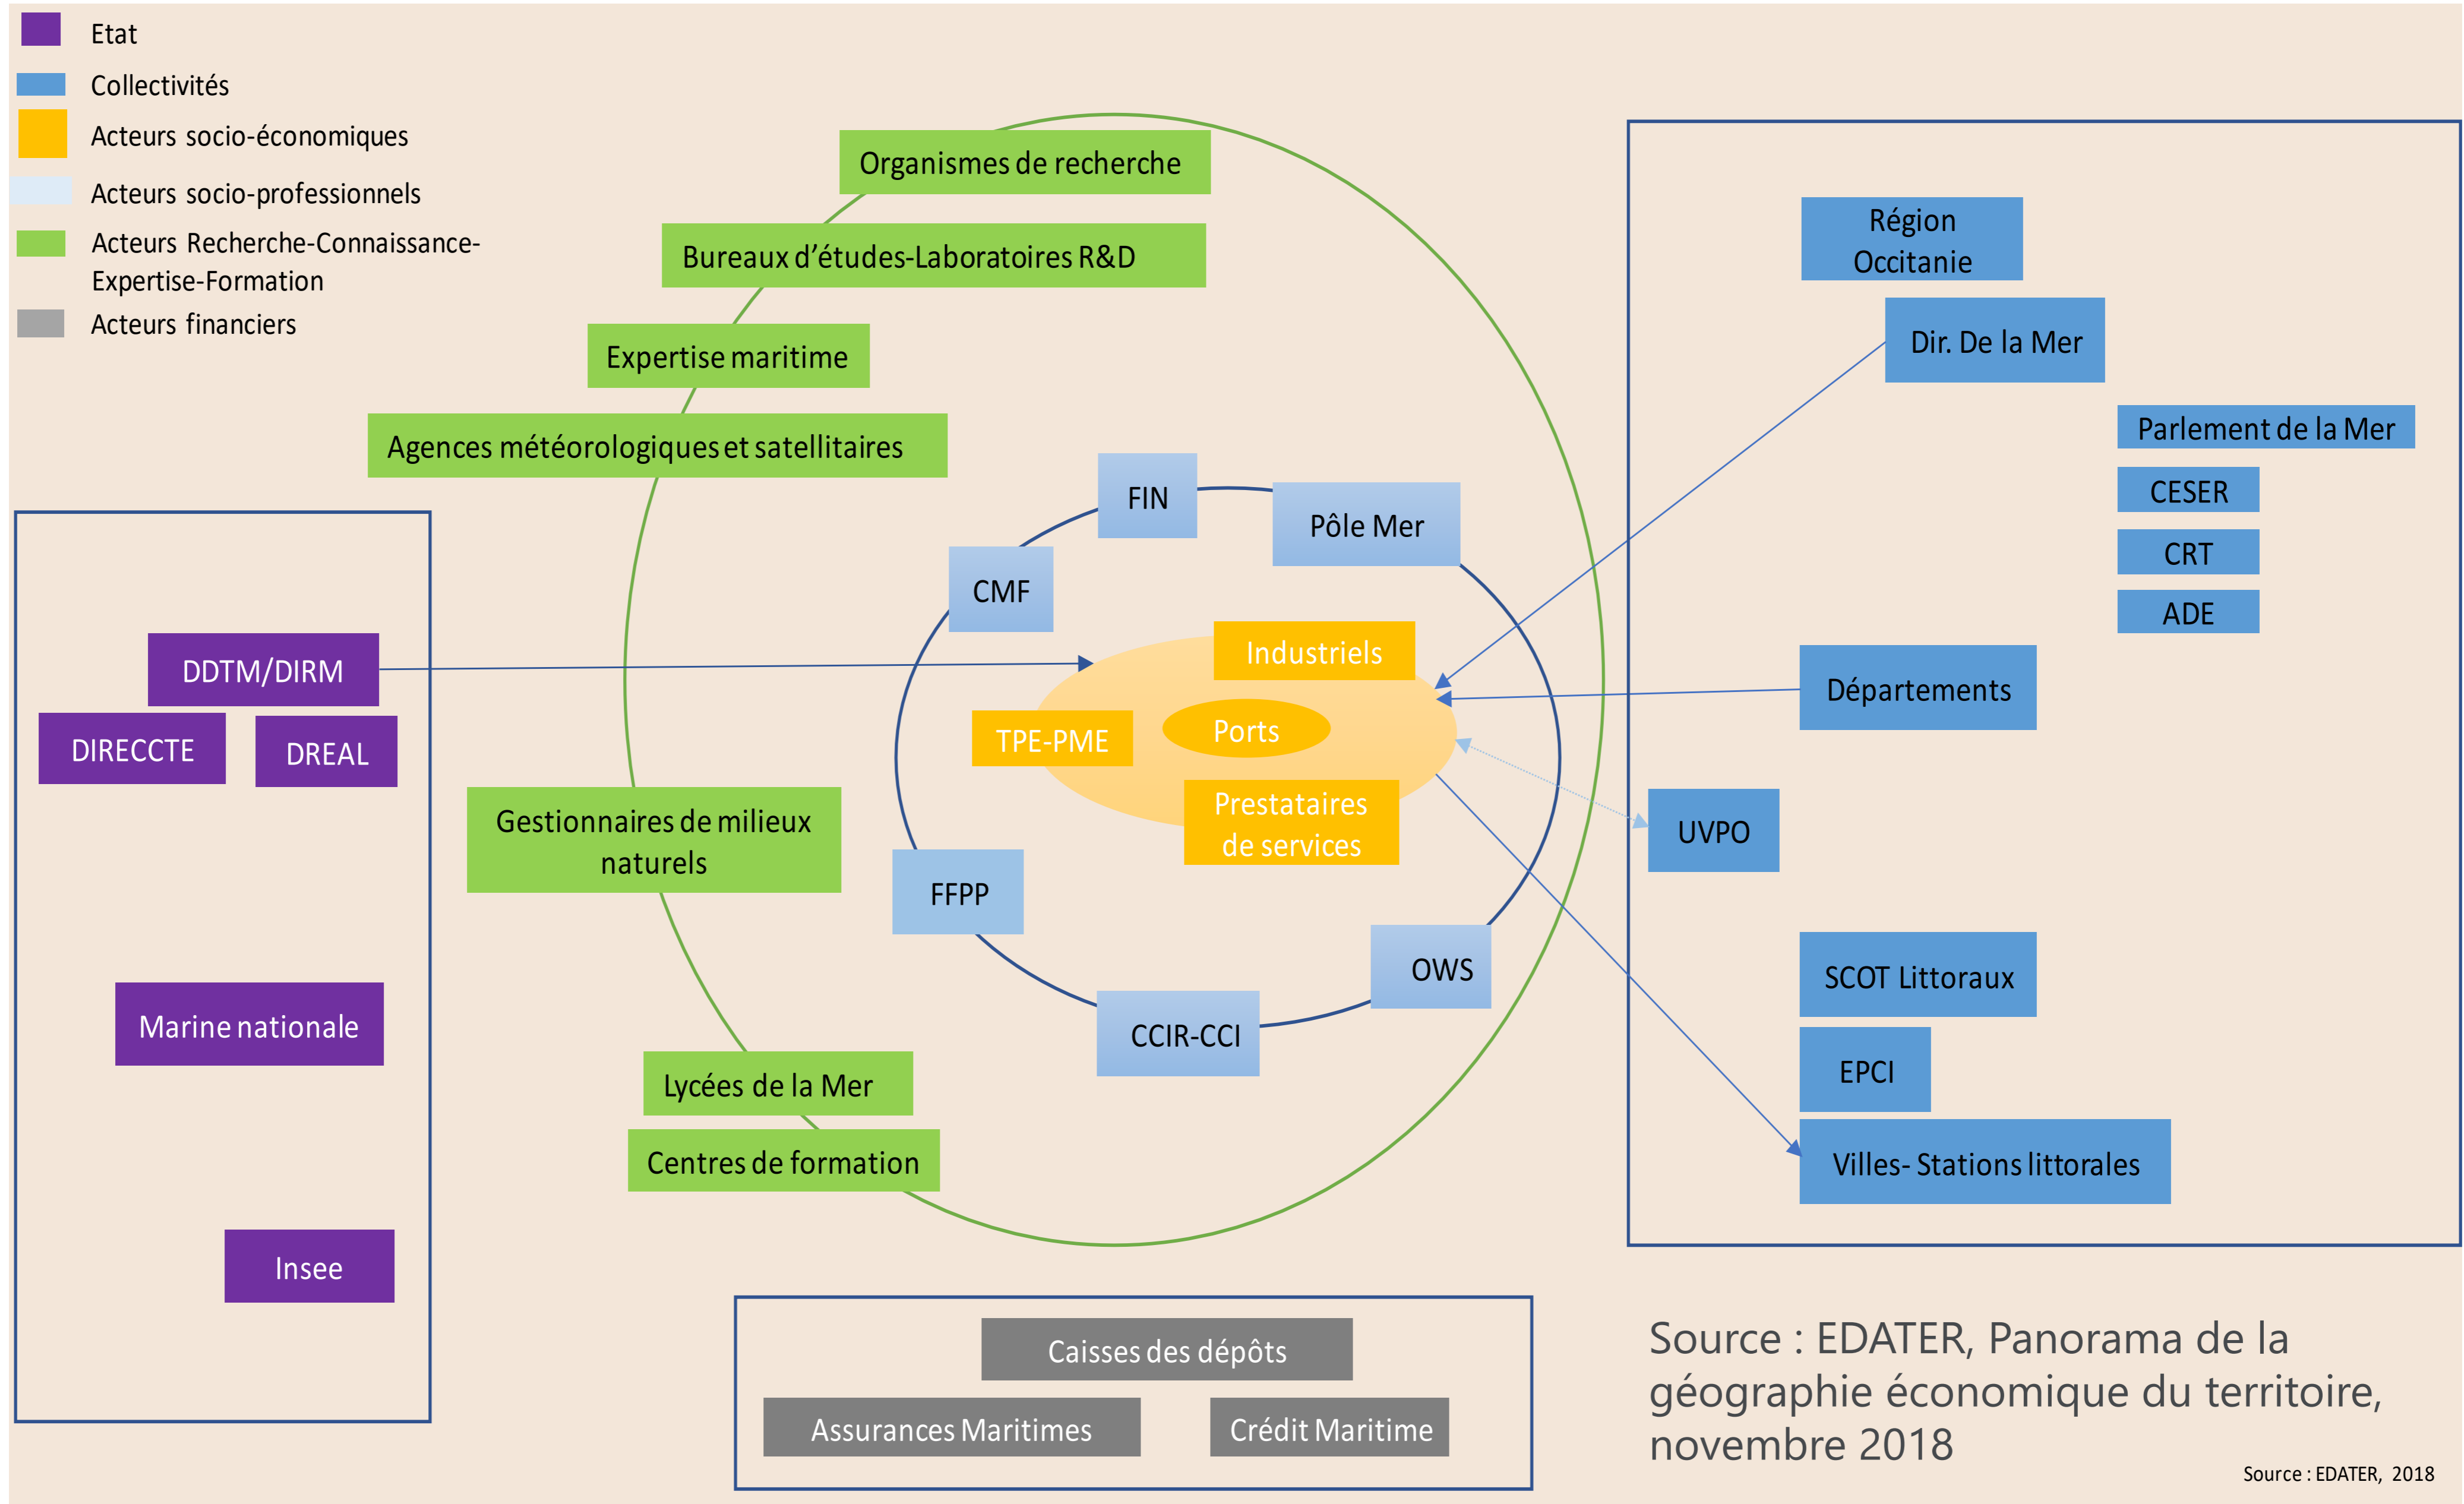 Etat
Collectivités
Acteurs socio-économiques
Acteurs socio-professionnels
Acteurs Recherche-Connaissance-
Expertise-Formation
Acteurs financiers
Organismes de recherche
Bureaux d’études-Laboratoires R&D
Expertise maritime
Agences météorologiques et satellitaires
Gestionnaires de milieux
naturels
Lycées de la Mer
Centres de formation
DDTM/DIRM
DIRECCTE
DREAL
Marine nationale
Insee
FIN
Pôle Mer
CMF
FFPP
CCIR-CCI
OWS
Industriels
TPE-PME
Ports
Prestataires
de services
Région
Occitanie
Dir. De la Mer
Parlement de la Mer
CESER
CRT
ADE
Départements
UVPO
SCOT Littoraux
EPCI
Villes- Stations littorales
Caisses des dépôts
Assurances Maritimes
Crédit Maritime
Source : EDATER, Panorama de la
géographie économique du territoire,
novembre 2018
Source : EDATER, 2018